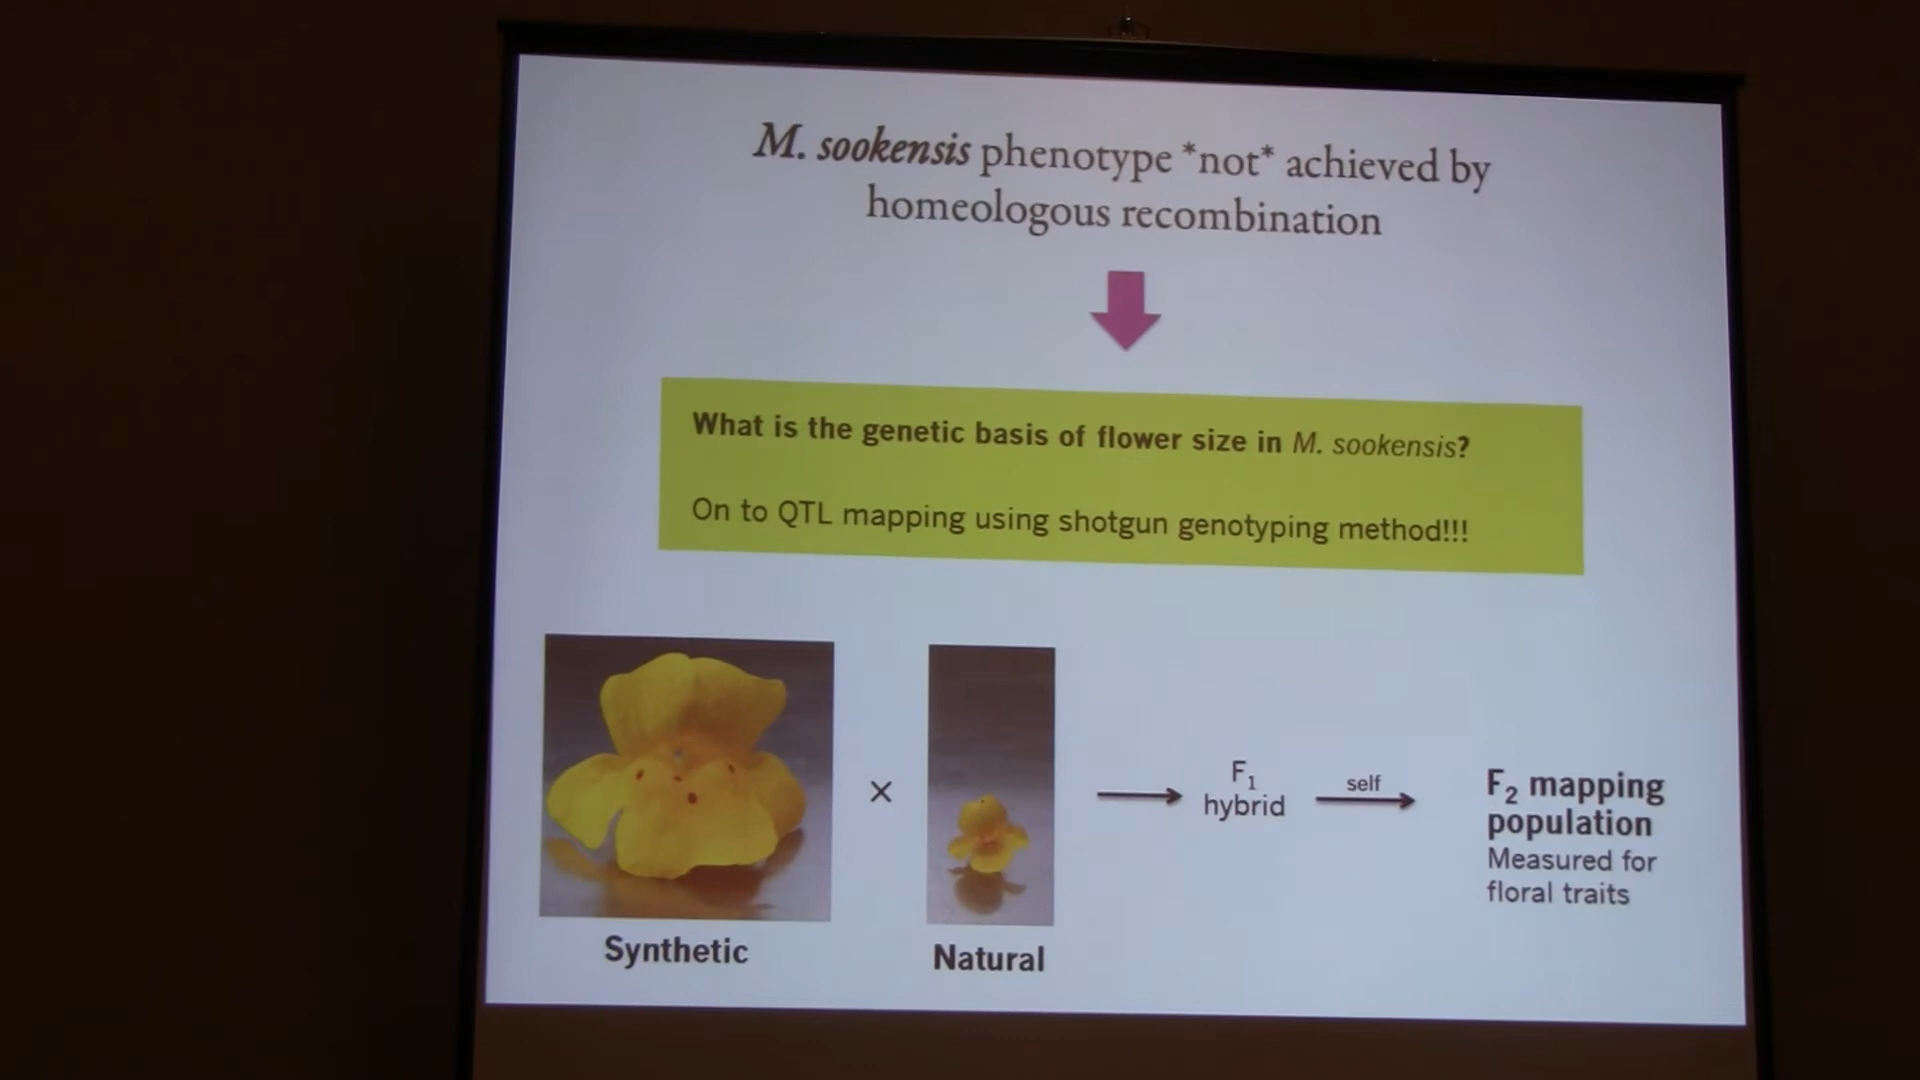 M. sookensis phenotype *not* achieved by
homeologous recombination
What is the genetic basis of flower size in M. sookensis?
On to QTL mapping using shotgun genotyping method!!!
×
F₁
hybrid
self
F₂ mapping
population
Measured for
floral traits
Synthetic
Natural